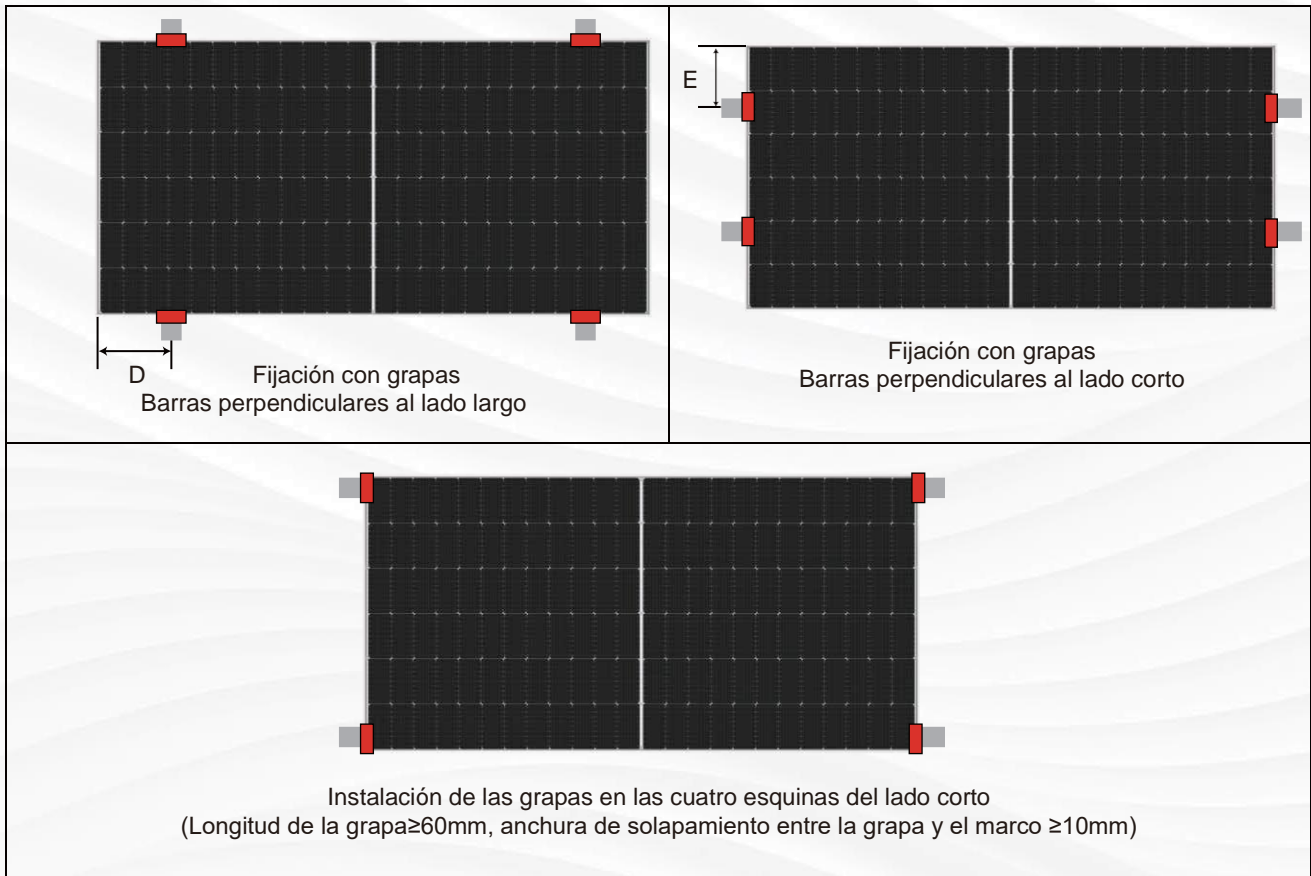 D
Fijación con grapas
Barras perpendiculares al lado largo
E
Fijación con grapas
Barras perpendiculares al lado corto
Instalación de las grapas en las cuatro esquinas del lado corto
(Longitud de la grapa≥60mm, anchura de solapamiento entre la grapa y el marco ≥10mm)